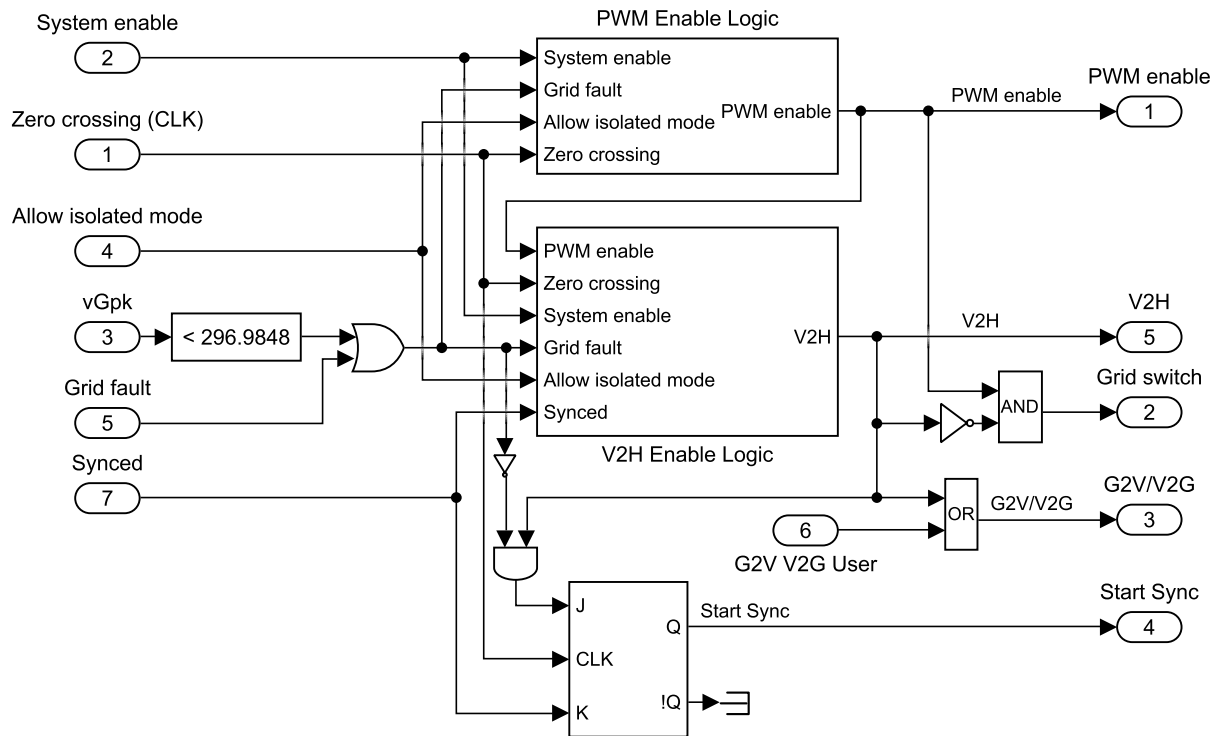 PWM Enable Logic
System enable
2
System enable
Grid fault
Allow isolated mode
Zero crossing
PWM enable
PWM enable
PWM enable
1
Zero crossing (CLK)
1
Allow isolated mode
4
PWM enable
Zero crossing
System enable
Grid fault
Allow isolated mode
Synced
V2H
V2H
V2H
5
V2H Enable Logic
vGpk
3
< 296.9848
Grid fault
5
Synced
7
AND
Grid switch
2
OR
G2V/V2G
G2V/V2G
3
6
G2V V2G User
J
CLK
K
Q
!Q
Start Sync
Start Sync
4